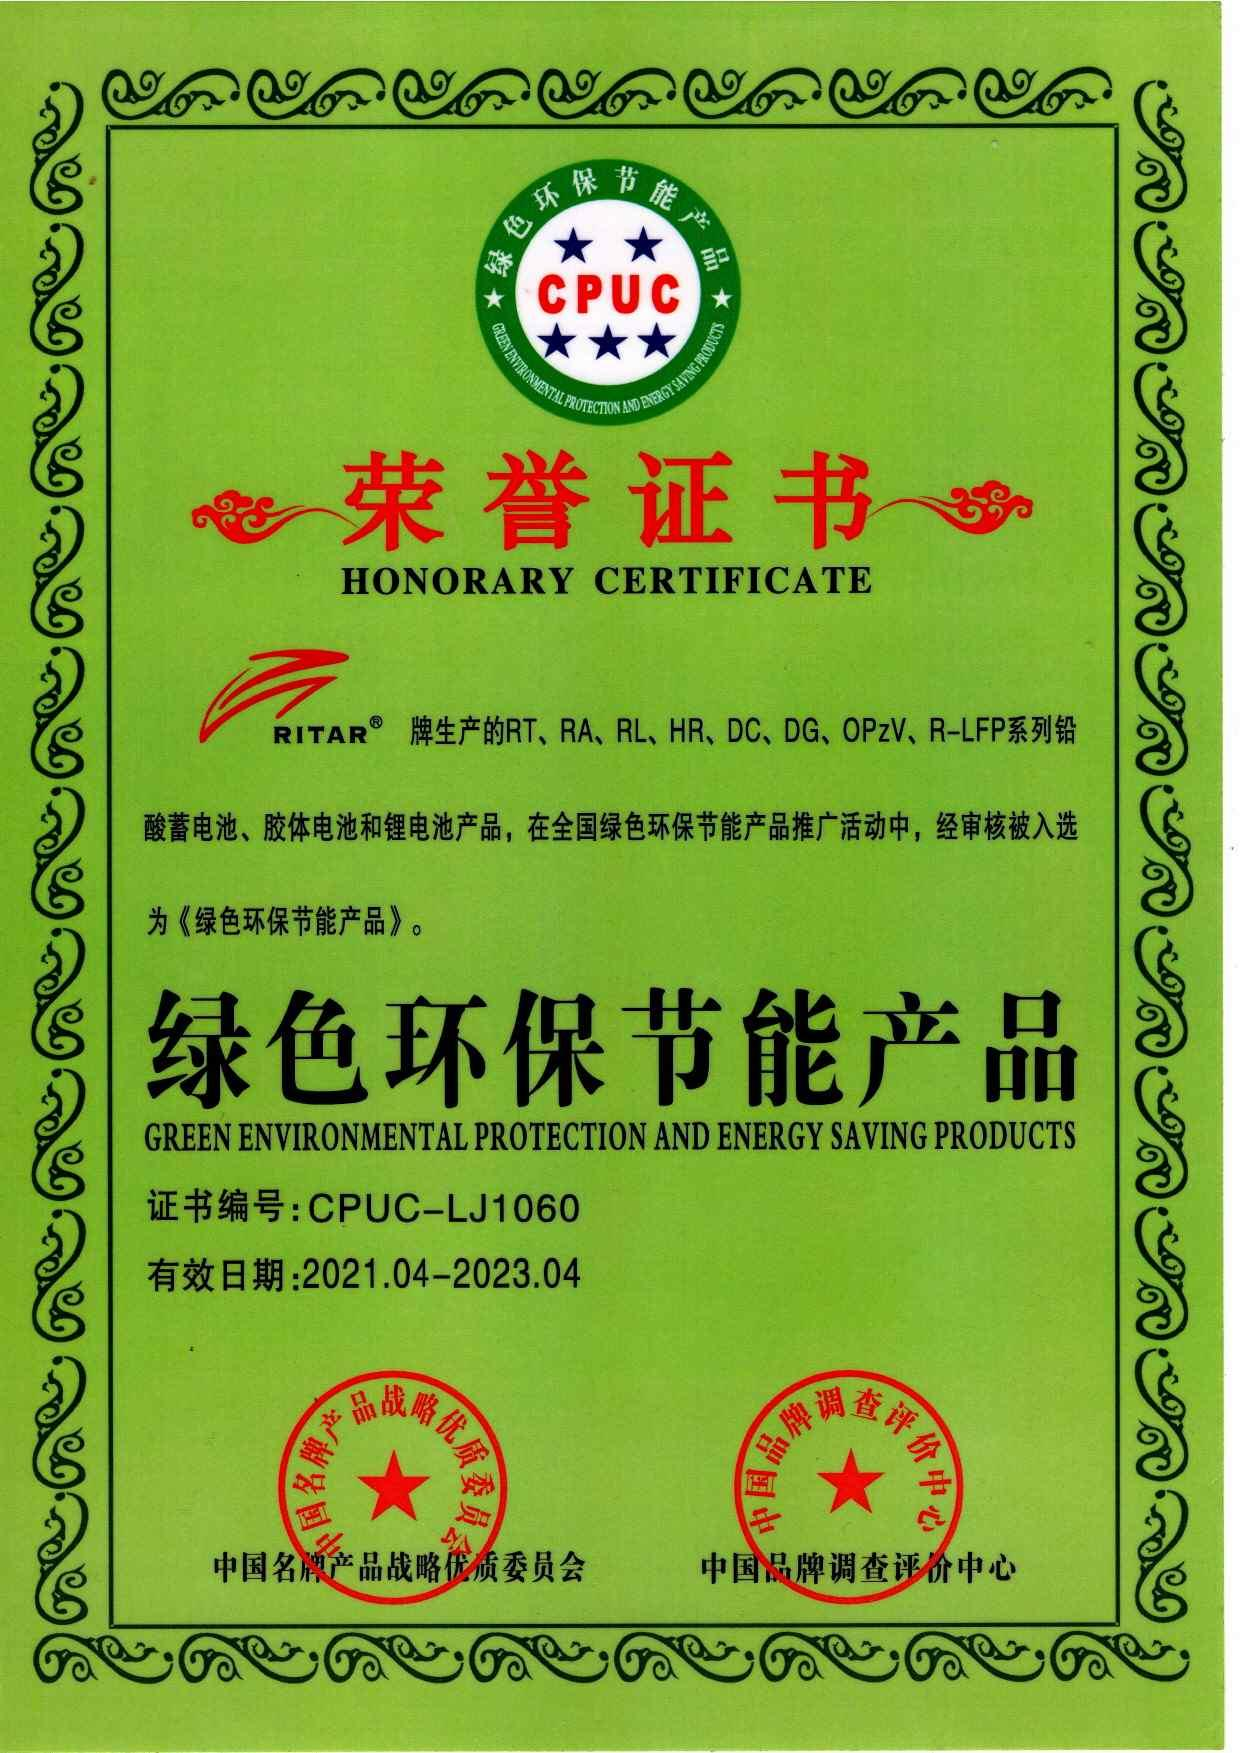 绿色环保节能产品
CPUC
GREEN ENVIRONMENTAL PROTECTION AND ENERGY SAVING PRODUCTS
荣誉证书
HONORARY CERTIFICATE
RITAR® 牌生产的RT、RA、RL、HR、DC、DG、OPzV、R-LFP系列铅
酸蓄电池、胶体电池和锂电池产品，在全国绿色环保节能产品推广活动中，经审核被入选
为《绿色环保节能产品》。
绿色环保节能产品
GREEN ENVIRONMENTAL PROTECTION AND ENERGY SAVING PRODUCTS
证书编号:CPUC-LJ1060
有效日期:2021.04-2023.04
中国名牌产品战略优质委员会
中国品牌调查评价中心
中国名牌产品战略优质委员会 中国品牌调查评价中心